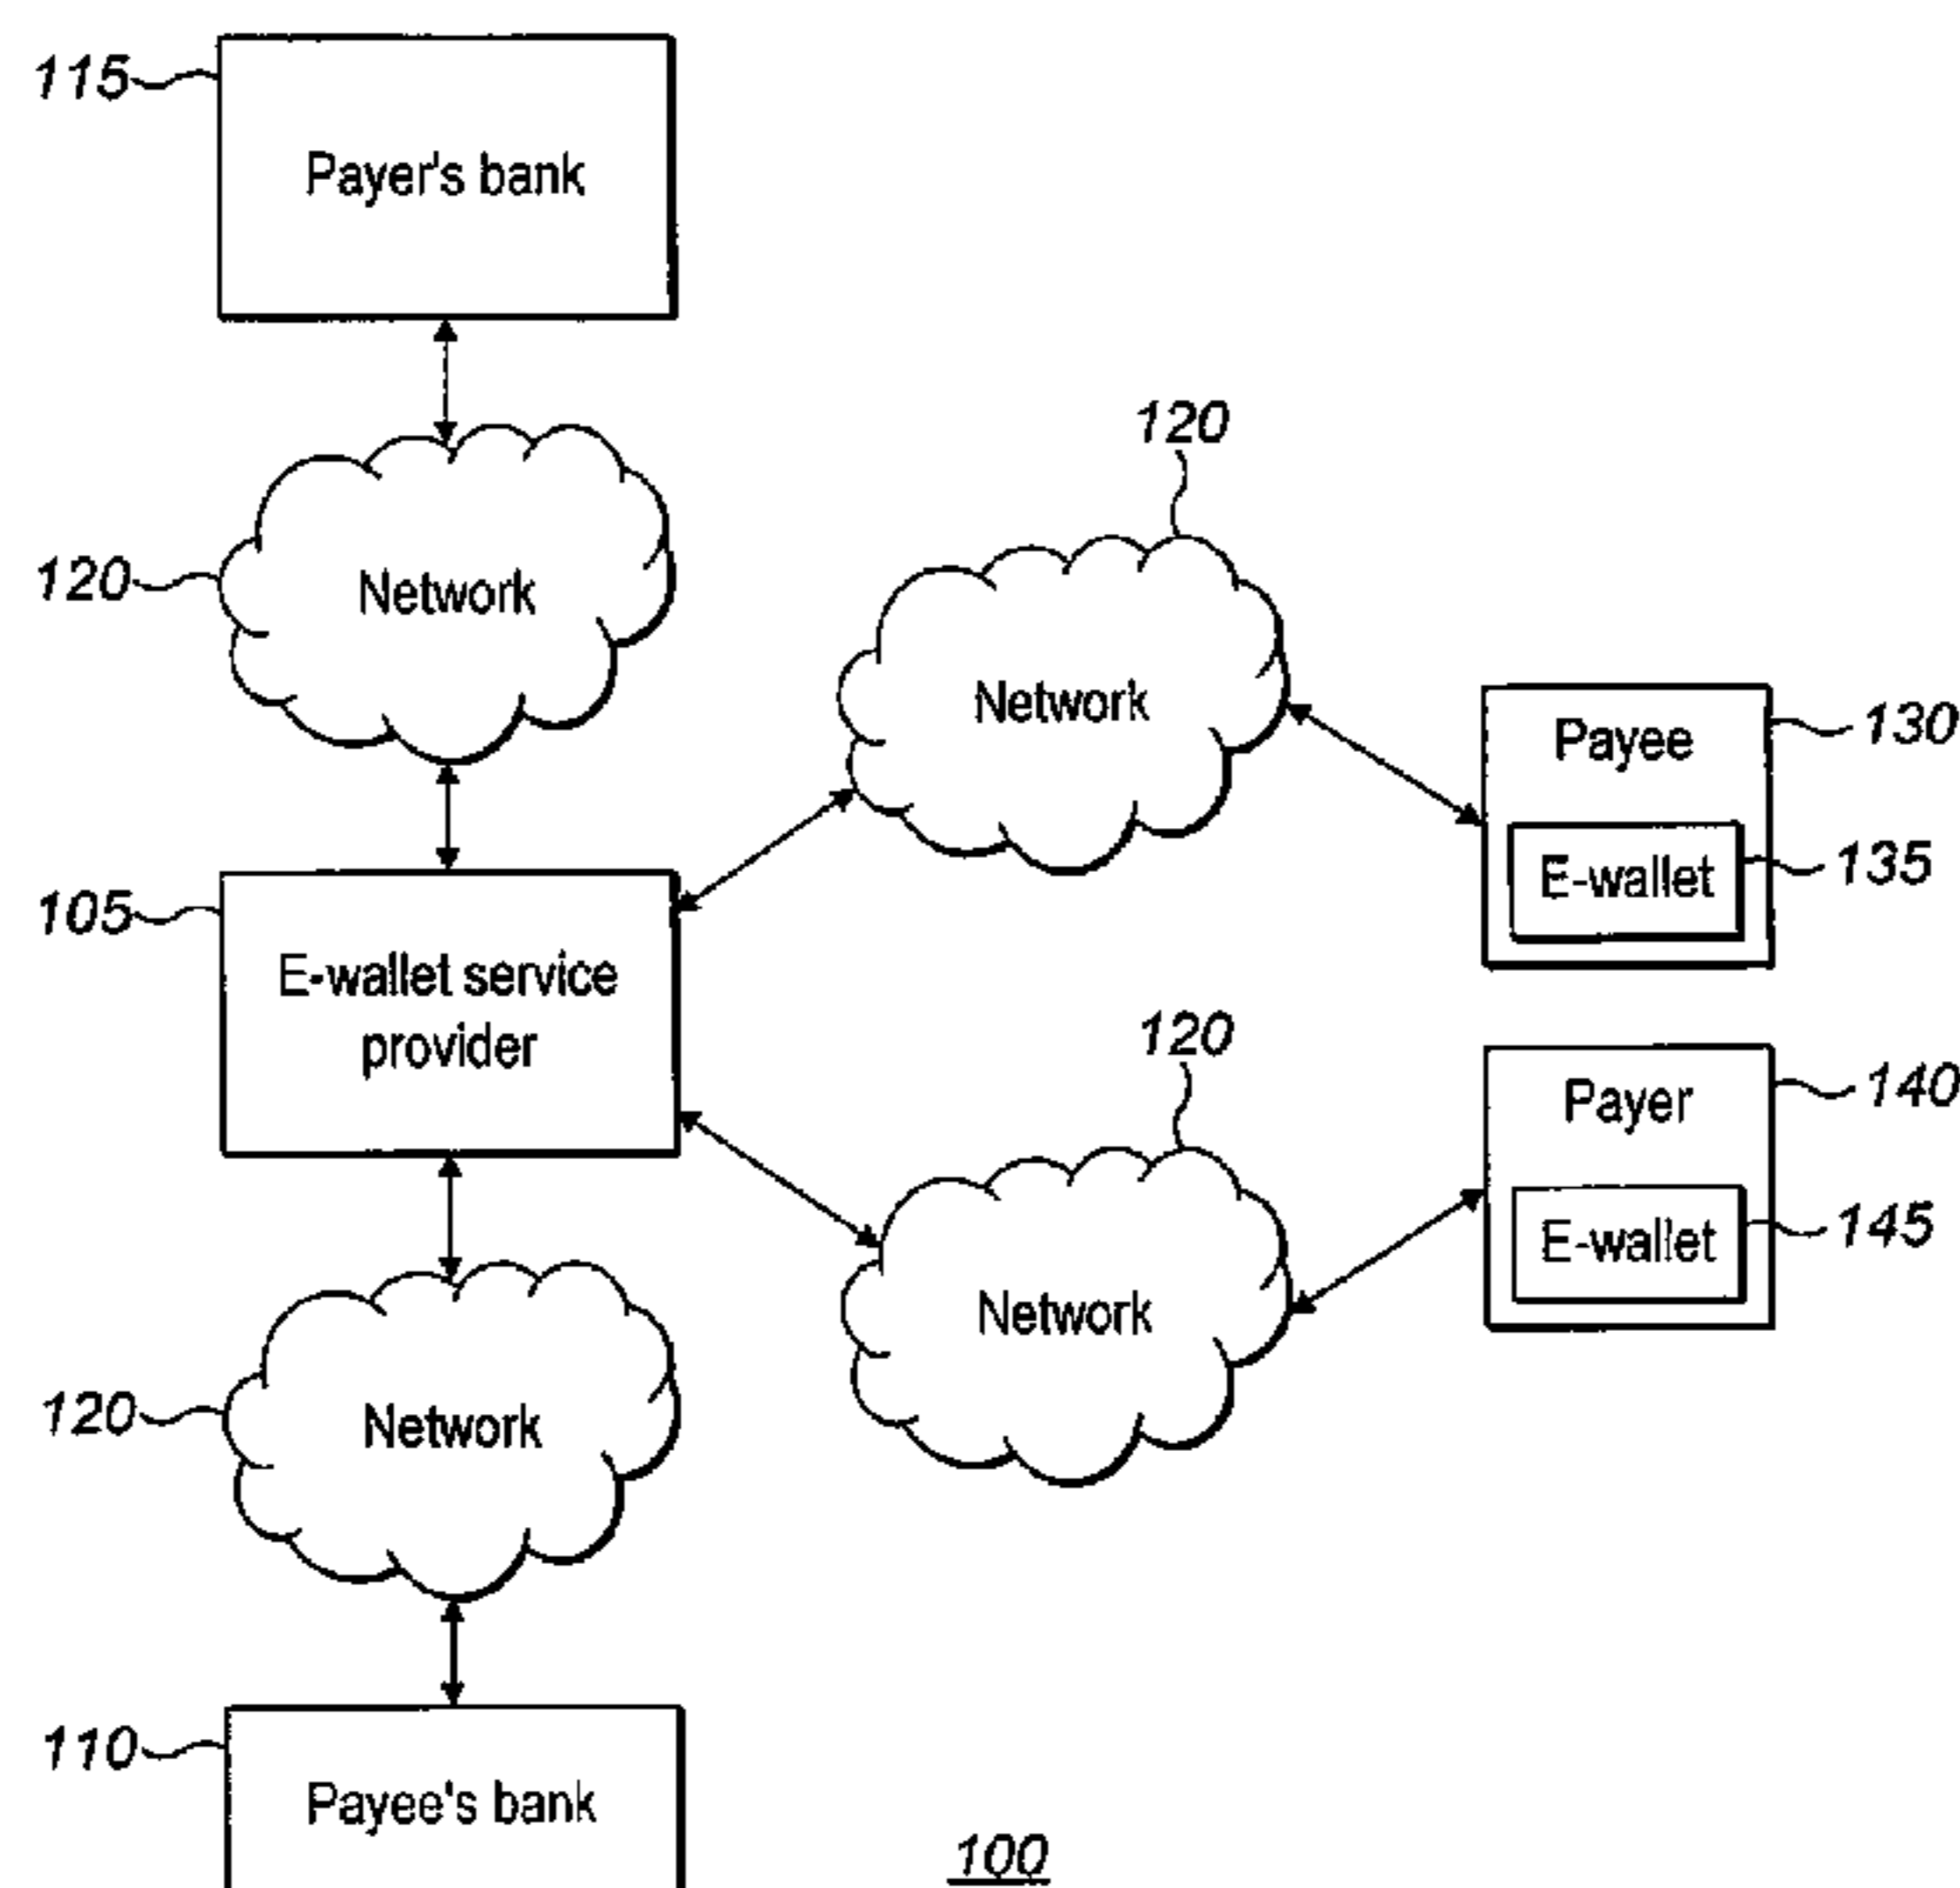 115
Payer's bank
120
120
Network
Network
Payee
130
E-wallet
135
105
E-wallet service
provider
120
Payer
140
E-wallet
145
Network
120
Network
110
Payee's bank
100